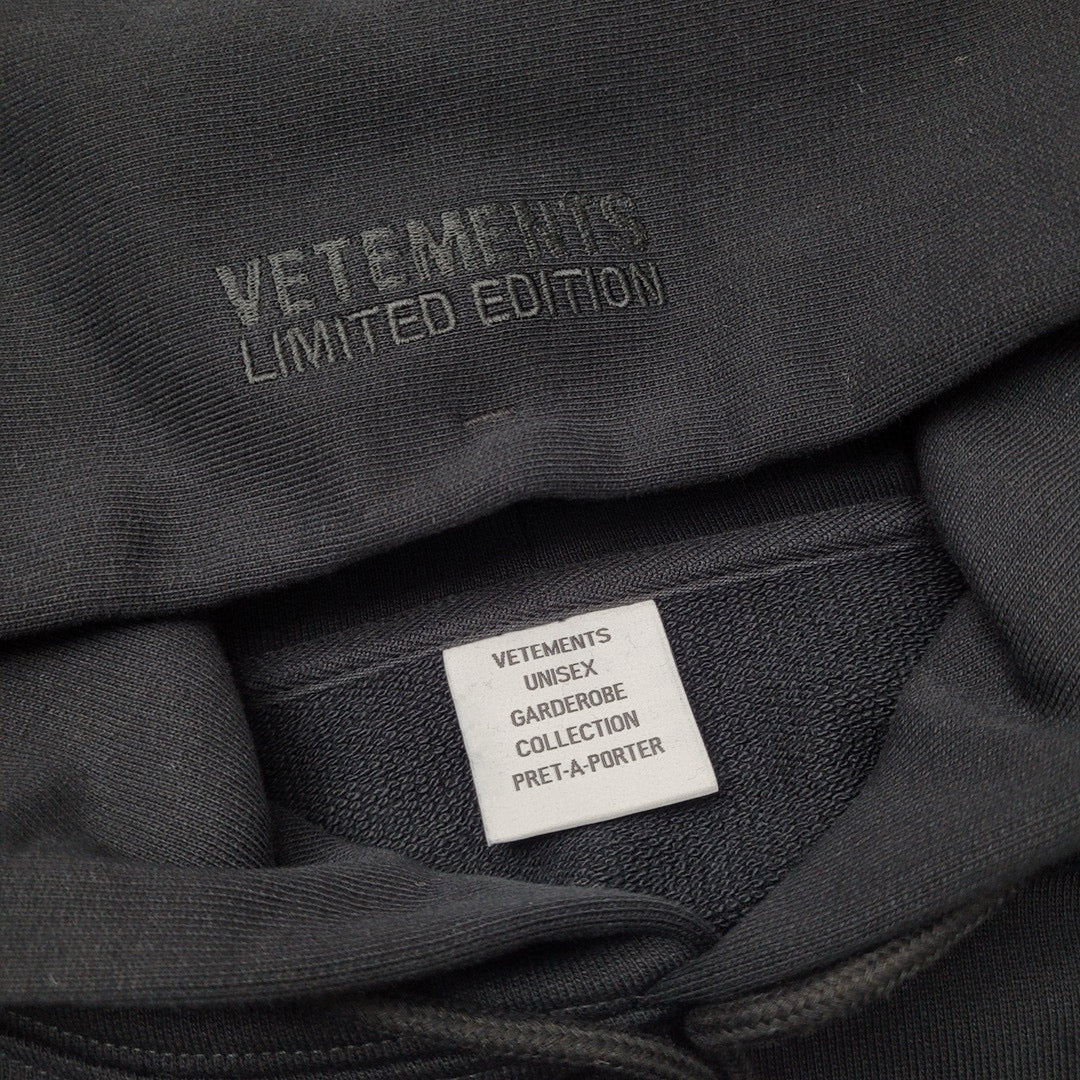 VETEMENTS
LIMITED EDITION
VETEMENTS
UNISEX
GARDEROBE
COLLECTION
PRET-A-PORTER